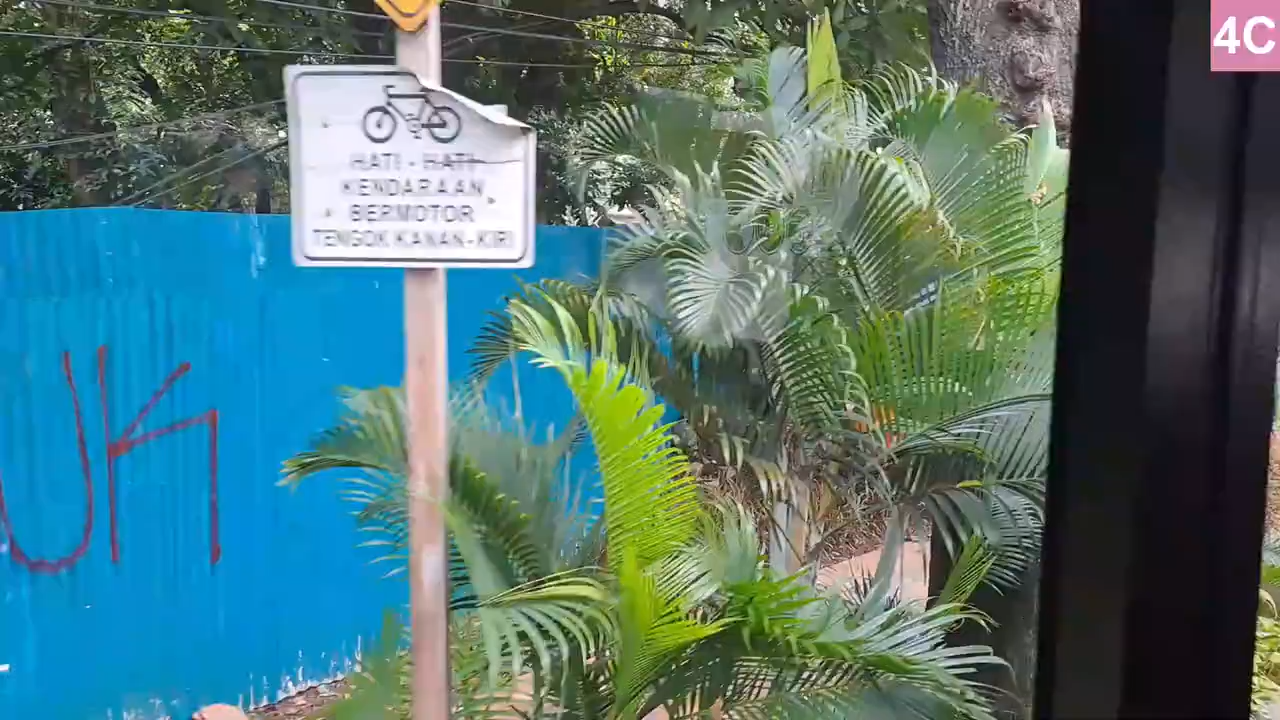 4C
HATI - HATI
KENDARAAN
BERMOTOR
TENGOK KANAN - KIRI
UK